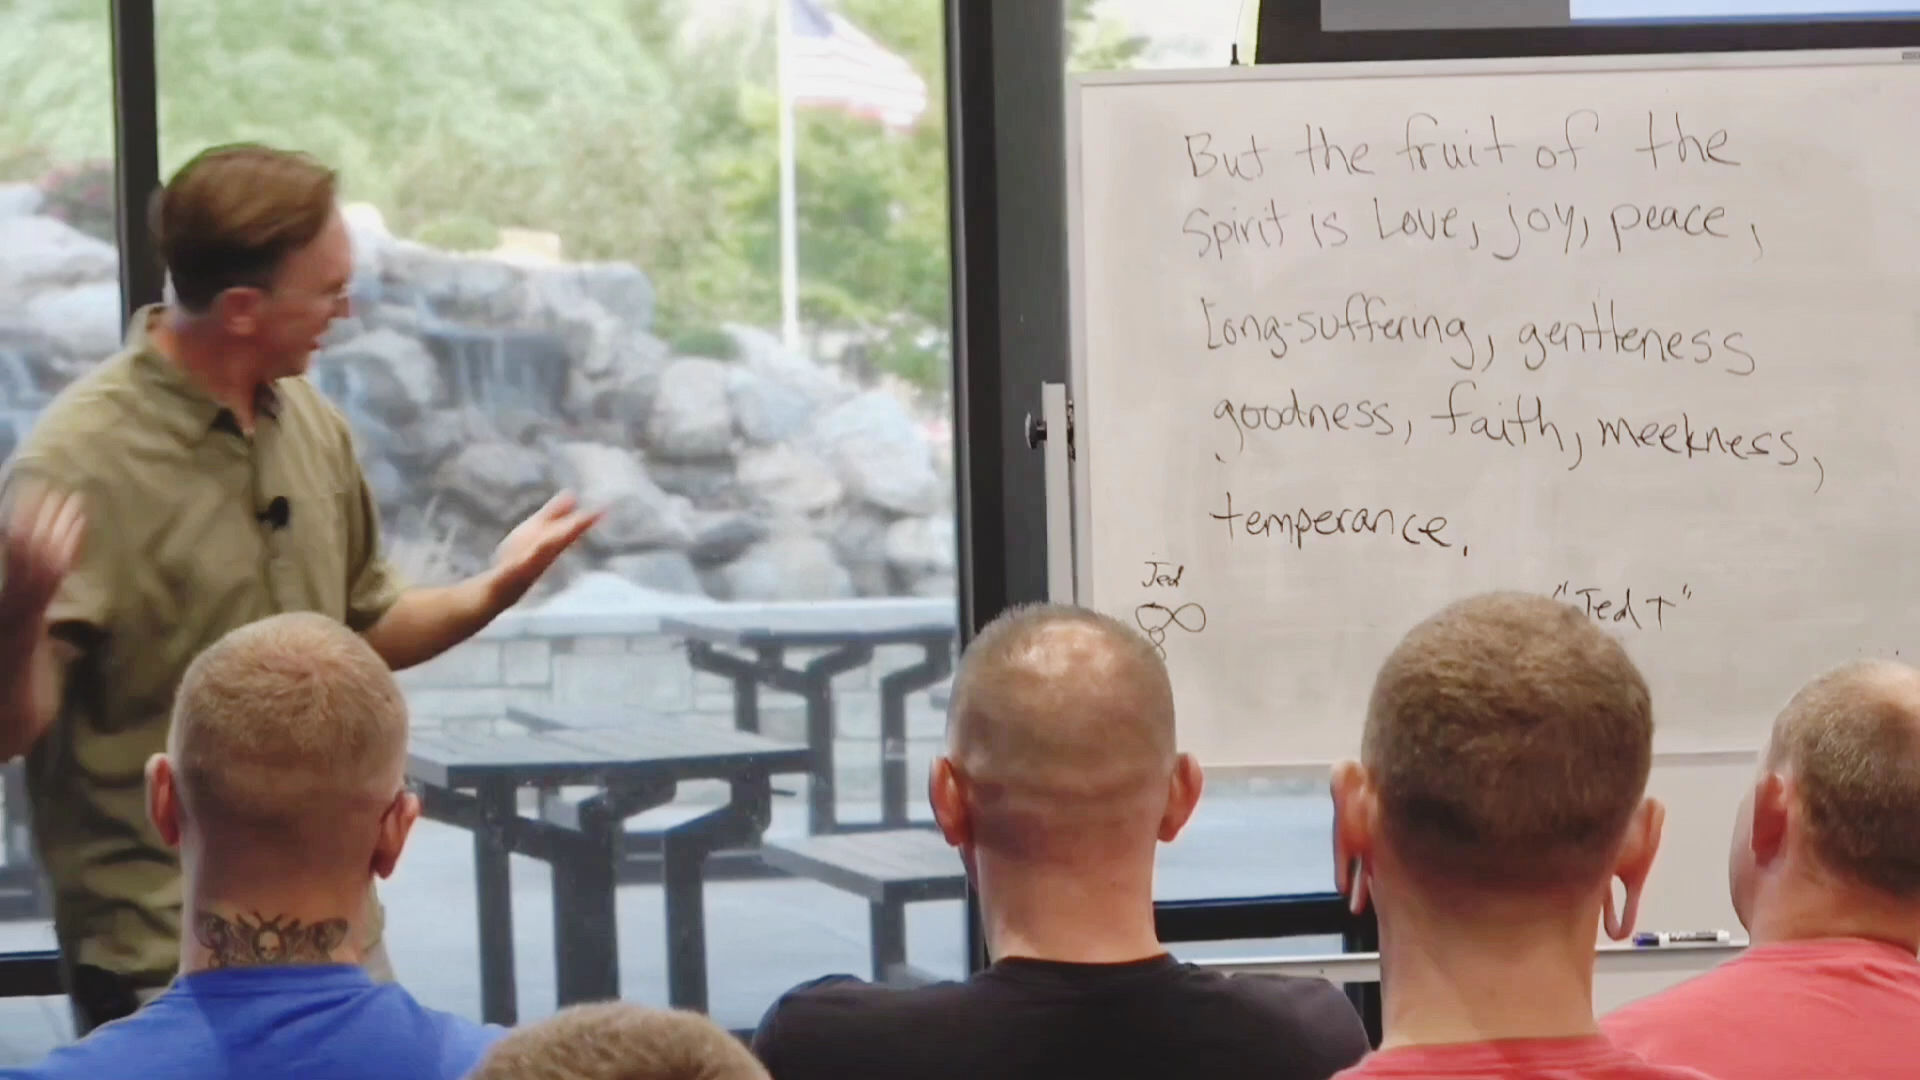 But the fruit of the
Spirit is Love, joy, peace,
Long-suffering, gentleness
goodness, faith, meekness,
temperance.
Jed
"Jed T"